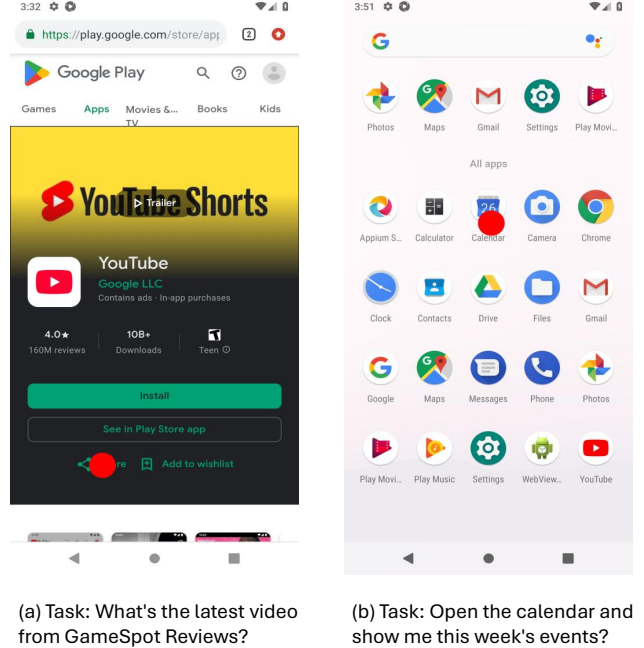 3:32
https://play.google.com/store/app
2
Google Play
?
Games Apps Movies &... TV Books Kids
YouTube Shorts
Trailer
YouTube
Google LLC
Contains ads · In-app purchases
4.0★ 10B+
160M reviews Downloads Teen
Install
See in Play Store app
re Add to wishlist
(a) Task: What's the latest video
from GameSpot Reviews?
3:51
G
Photos Maps Gmail Settings Play Movi...
All apps
26
Appium S... Calculator Calendar Camera Chrome
Clock Contacts Drive Files Gmail
Google Maps Messages Phone Photos
Play Movi... Play Music Settings WebView... YouTube
(b) Task: Open the calendar and
show me this week's events?